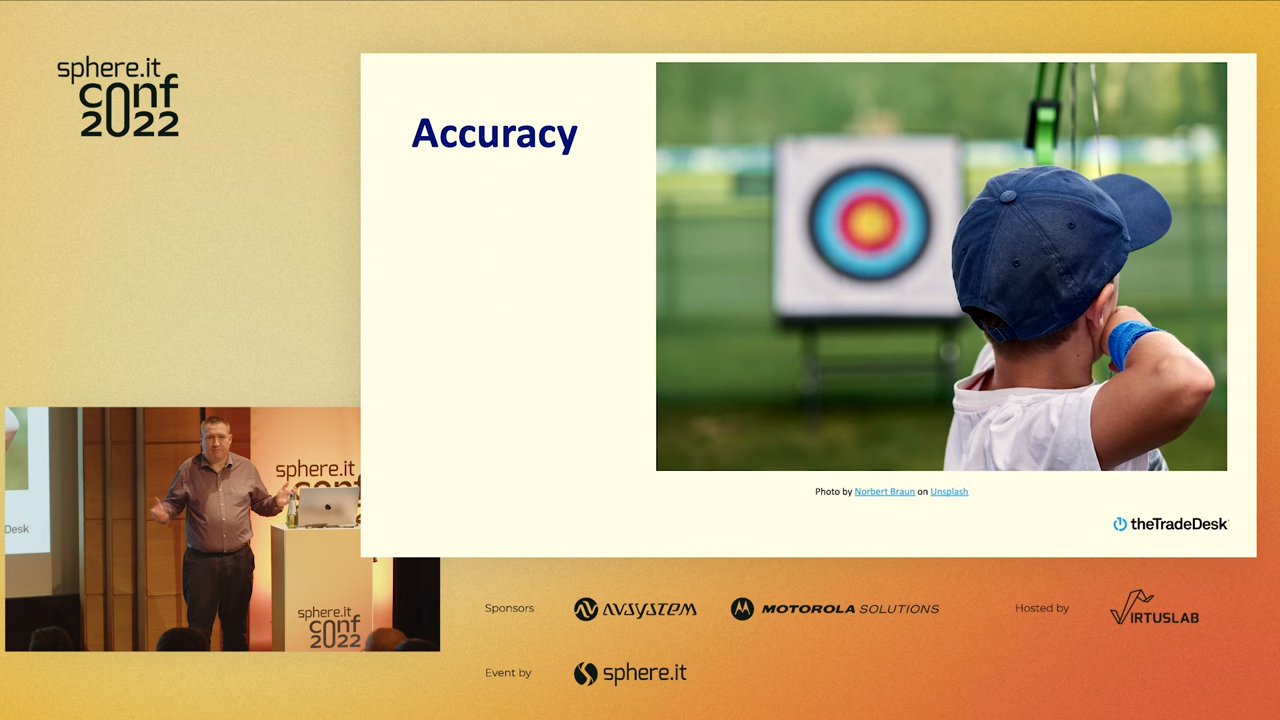 sphere.it
conf
2022
Accuracy
Photo by Norbert Braun on Unsplash
theTradeDesk
Desk
sphere.it
conf
sphere.it
conf
2022
Sponsors
AVSYSTEM
MOTOROLA SOLUTIONS
Hosted by
VIRTUSLAB
Event by
sphere.it